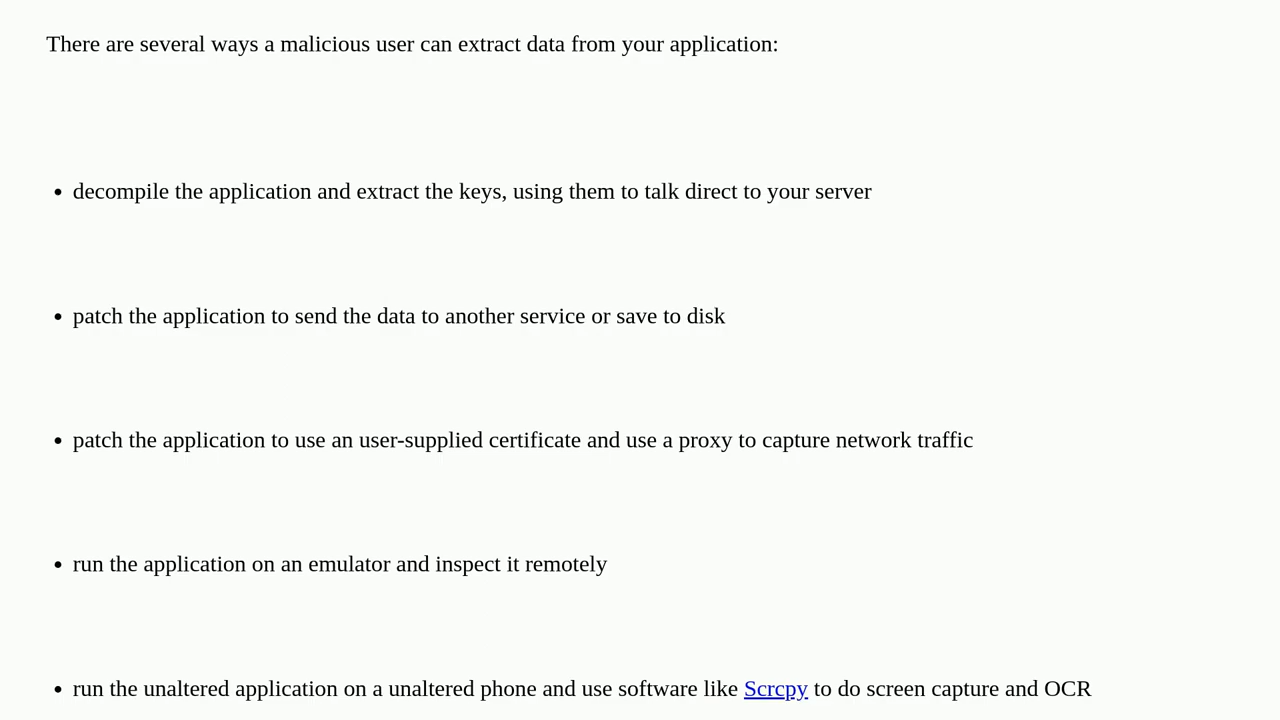 There are several ways a malicious user can extract data from your application:
• decompile the application and extract the keys, using them to talk direct to your server
• patch the application to send the data to another service or save to disk
• patch the application to use an user-supplied certificate and use a proxy to capture network traffic
• run the application on an emulator and inspect it remotely
• run the unaltered application on a unaltered phone and use software like Scrcpy to do screen capture and OCR